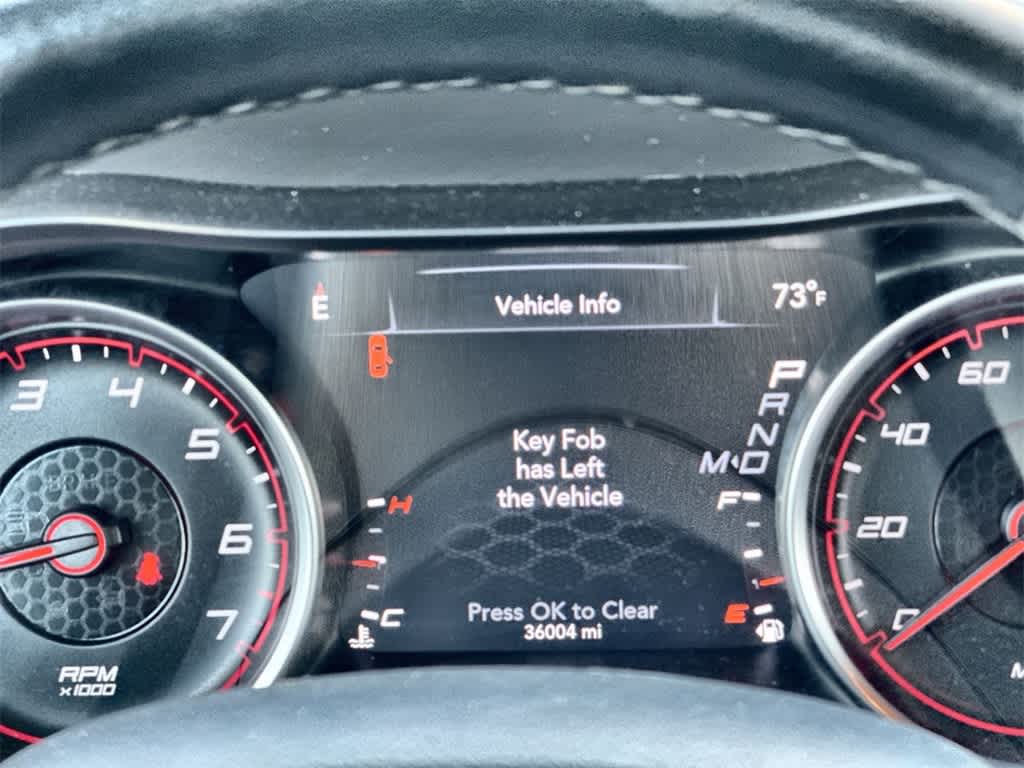 E
Vehicle Info
73°F
P
R
N
M D
3
4
5
6
7
RPM
x1000
Key Fob
has Left
the Vehicle
H
C
F
E
Press OK to Clear
36004 mi
60
40
20
0
M